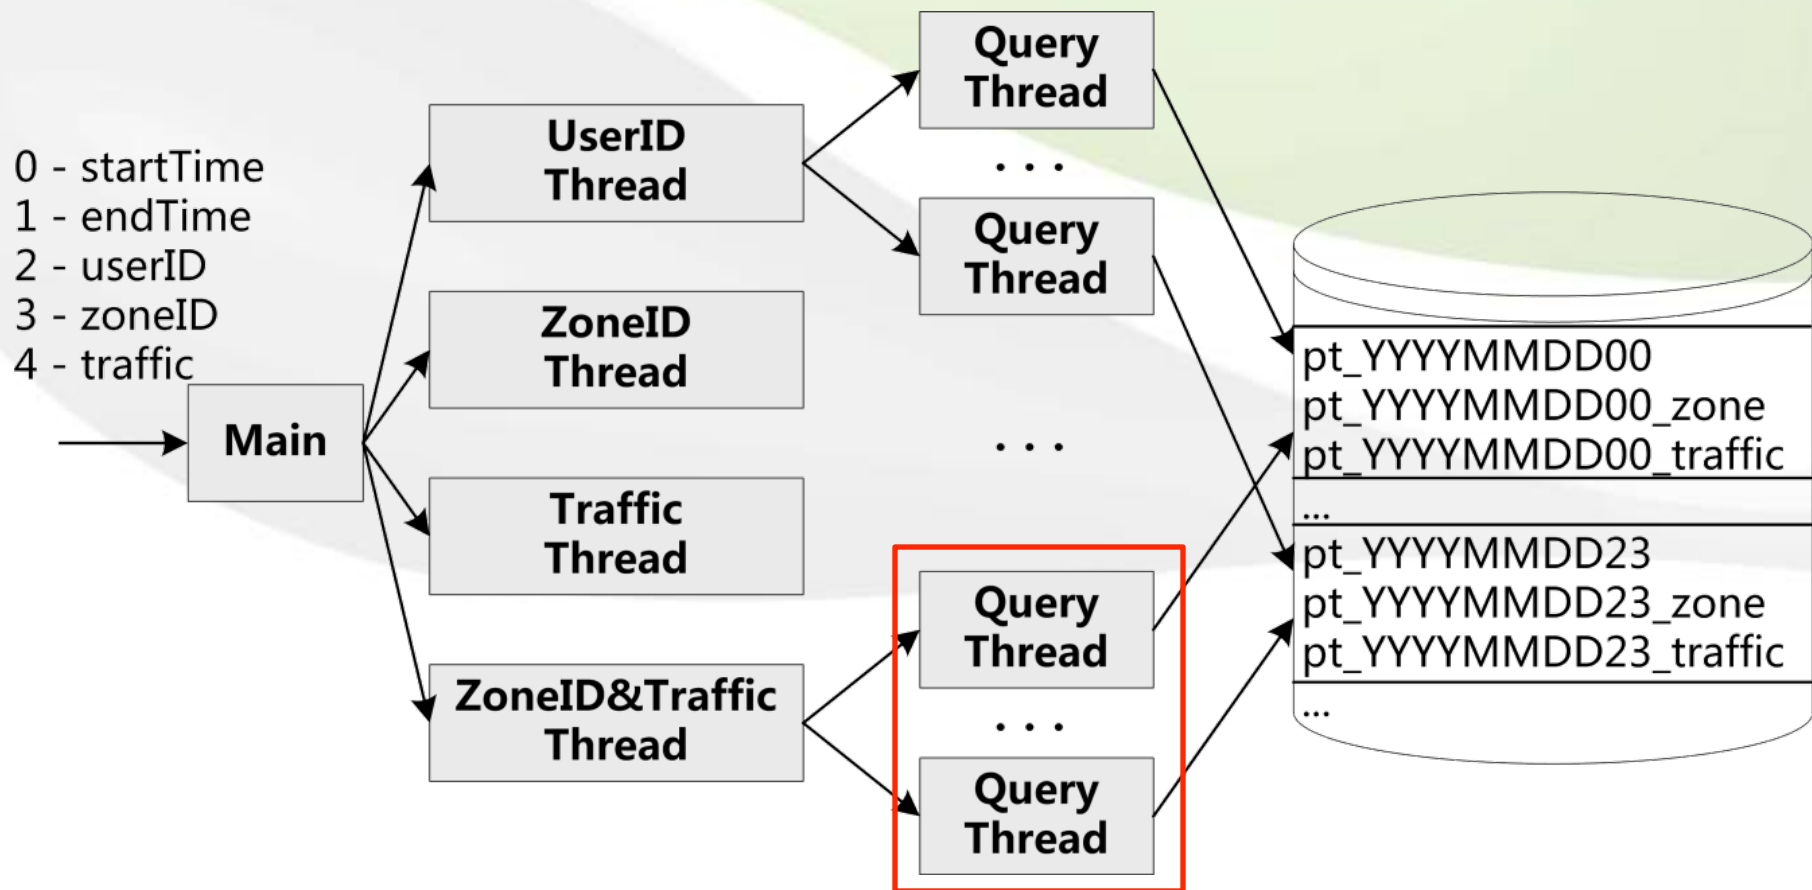 0 - startTime
1 - endTime
2 - userID
3 - zoneID
4 - traffic
Main
UserID
Thread
ZoneID
Thread
Traffic
Thread
ZoneID&Traffic
Thread
Query
Thread
. . .
Query
Thread
. . .
Query
Thread
. . .
Query
Thread
pt_YYYYMMDD00
pt_YYYYMMDD00_zone
pt_YYYYMMDD00_traffic
...
pt_YYYYMMDD23
pt_YYYYMMDD23_zone
pt_YYYYMMDD23_traffic
...